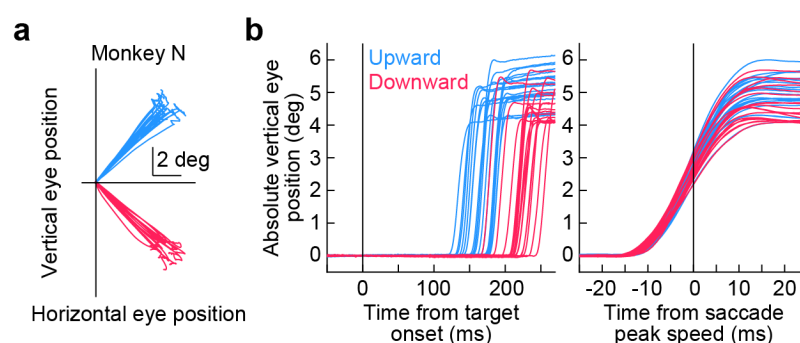 a
Monkey N
Vertical eye position
2 deg
Horizontal eye position
b
Absolute vertical eye
position (deg)
6
5
4
3
2
1
0
Upward
Downward
0
100
200
Time from target
onset (ms)
6
5
4
3
2
1
0
-20
-10
0
10
20
Time from saccade
peak speed (ms)